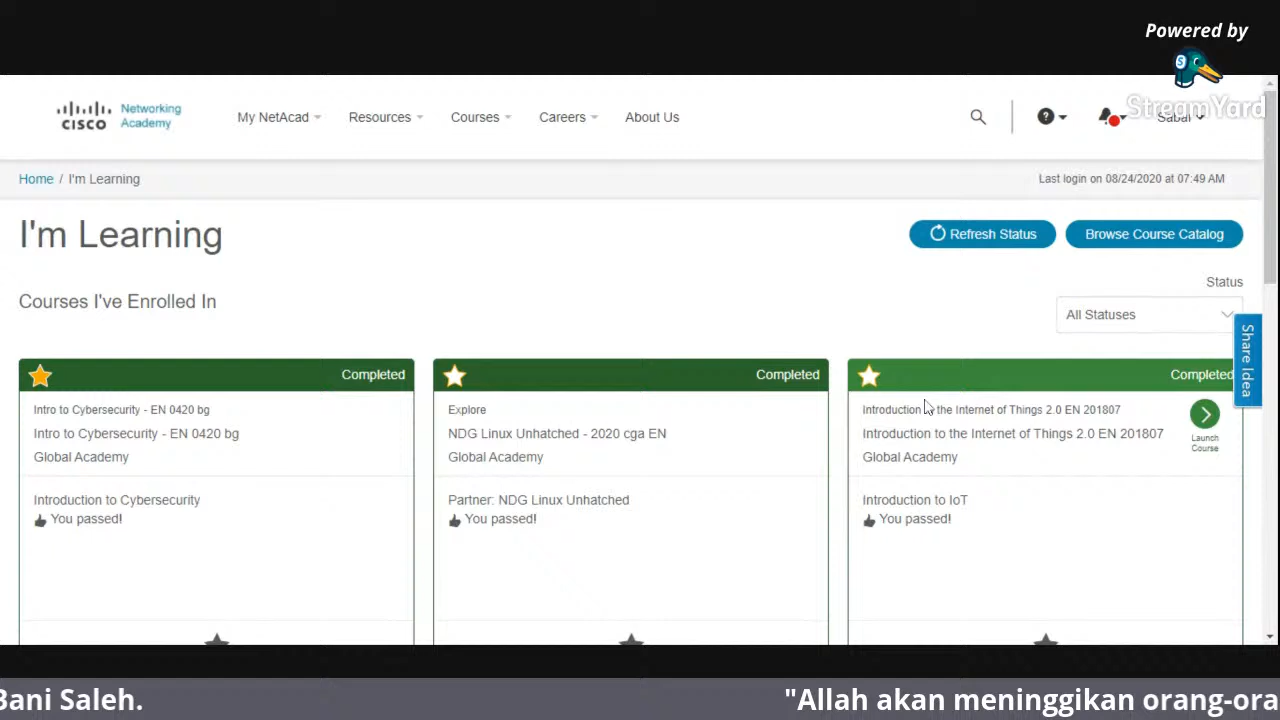 Powered by
StreamYard
cisco Networking Academy
My NetAcad
Resources
Courses
Careers
About Us
?
Sabar
Home / I'm Learning
Last login on 08/24/2020 at 07:49 AM
I'm Learning
Refresh Status
Browse Course Catalog
Status
Courses I've Enrolled In
All Statuses
Share Idea
Completed
Intro to Cybersecurity - EN 0420 bg
Intro to Cybersecurity - EN 0420 bg
Global Academy
Introduction to Cybersecurity
You passed!
Completed
Explore
NDG Linux Unhatched - 2020 cga EN
Global Academy
Partner: NDG Linux Unhatched
You passed!
Completed
Introduction to the Internet of Things 2.0 EN 201807
Introduction to the Internet of Things 2.0 EN 201807
Global Academy
Launch
Course
Introduction to IoT
You passed!
Bani Saleh.
"Allah akan meninggikan orang-ora